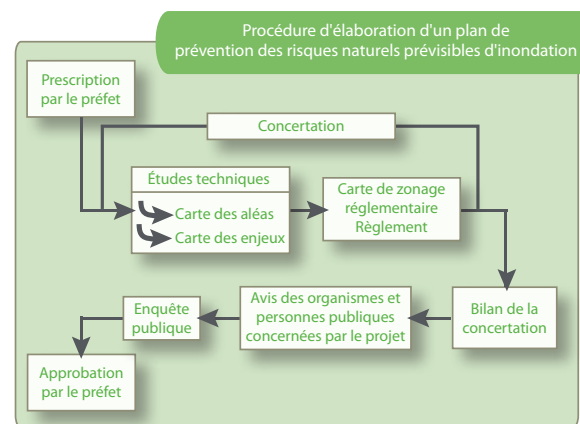 Procédure d'élaboration d'un plan de
prévention des risques naturels prévisibles d'inondation
Prescription
par le préfet
Concertation
Études techniques
Carte des aléas
Carte des enjeux
Carte de zonage
réglementaire
Règlement
Bilan de la
concertation
Avis des organismes et
personnes publiques
concernées par le projet
Enquête
publique
Approbation
par le préfet